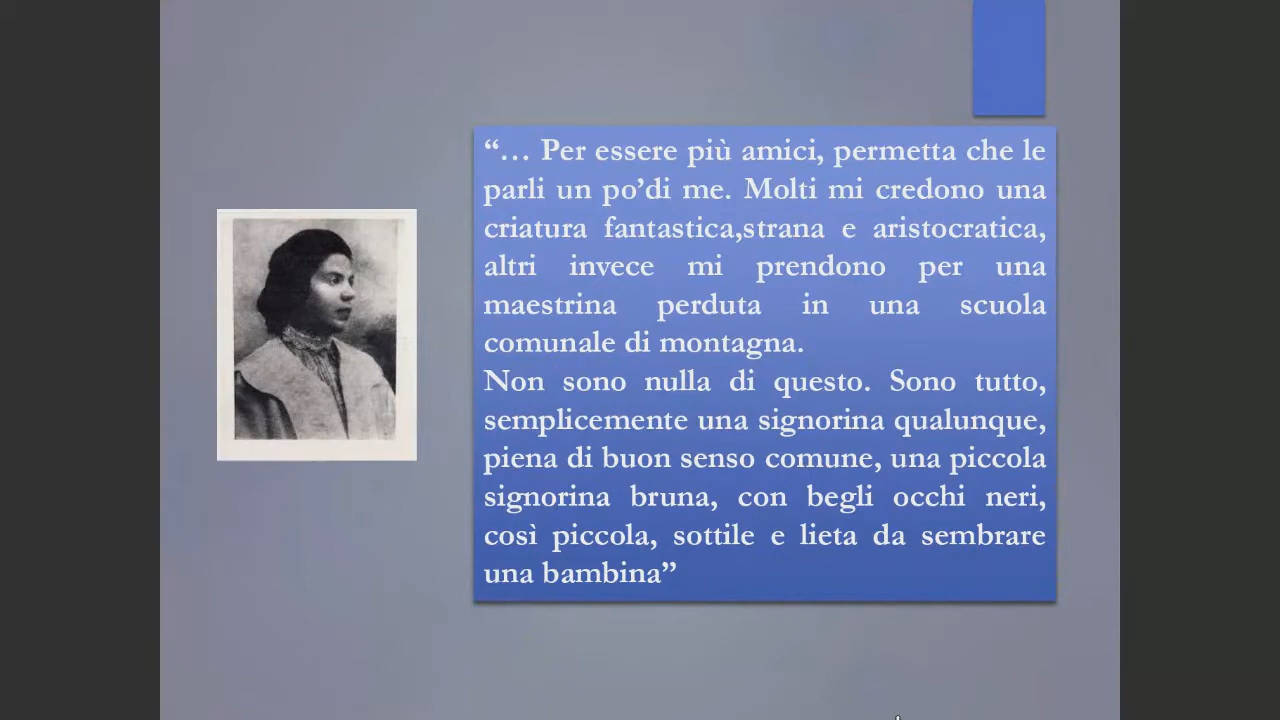 “… Per essere più amici, permetta che le
parli un po’di me. Molti mi credono una
criatura fantastica,strana e aristocratica,
altri invece mi prendono per una
maestrina perduta in una scuola
comunale di montagna.
Non sono nulla di questo. Sono tutto,
semplicemente una signorina qualunque,
piena di buon senso comune, una piccola
signorina bruna, con begli occhi neri,
così piccola, sottile e lieta da sembrare
una bambina”